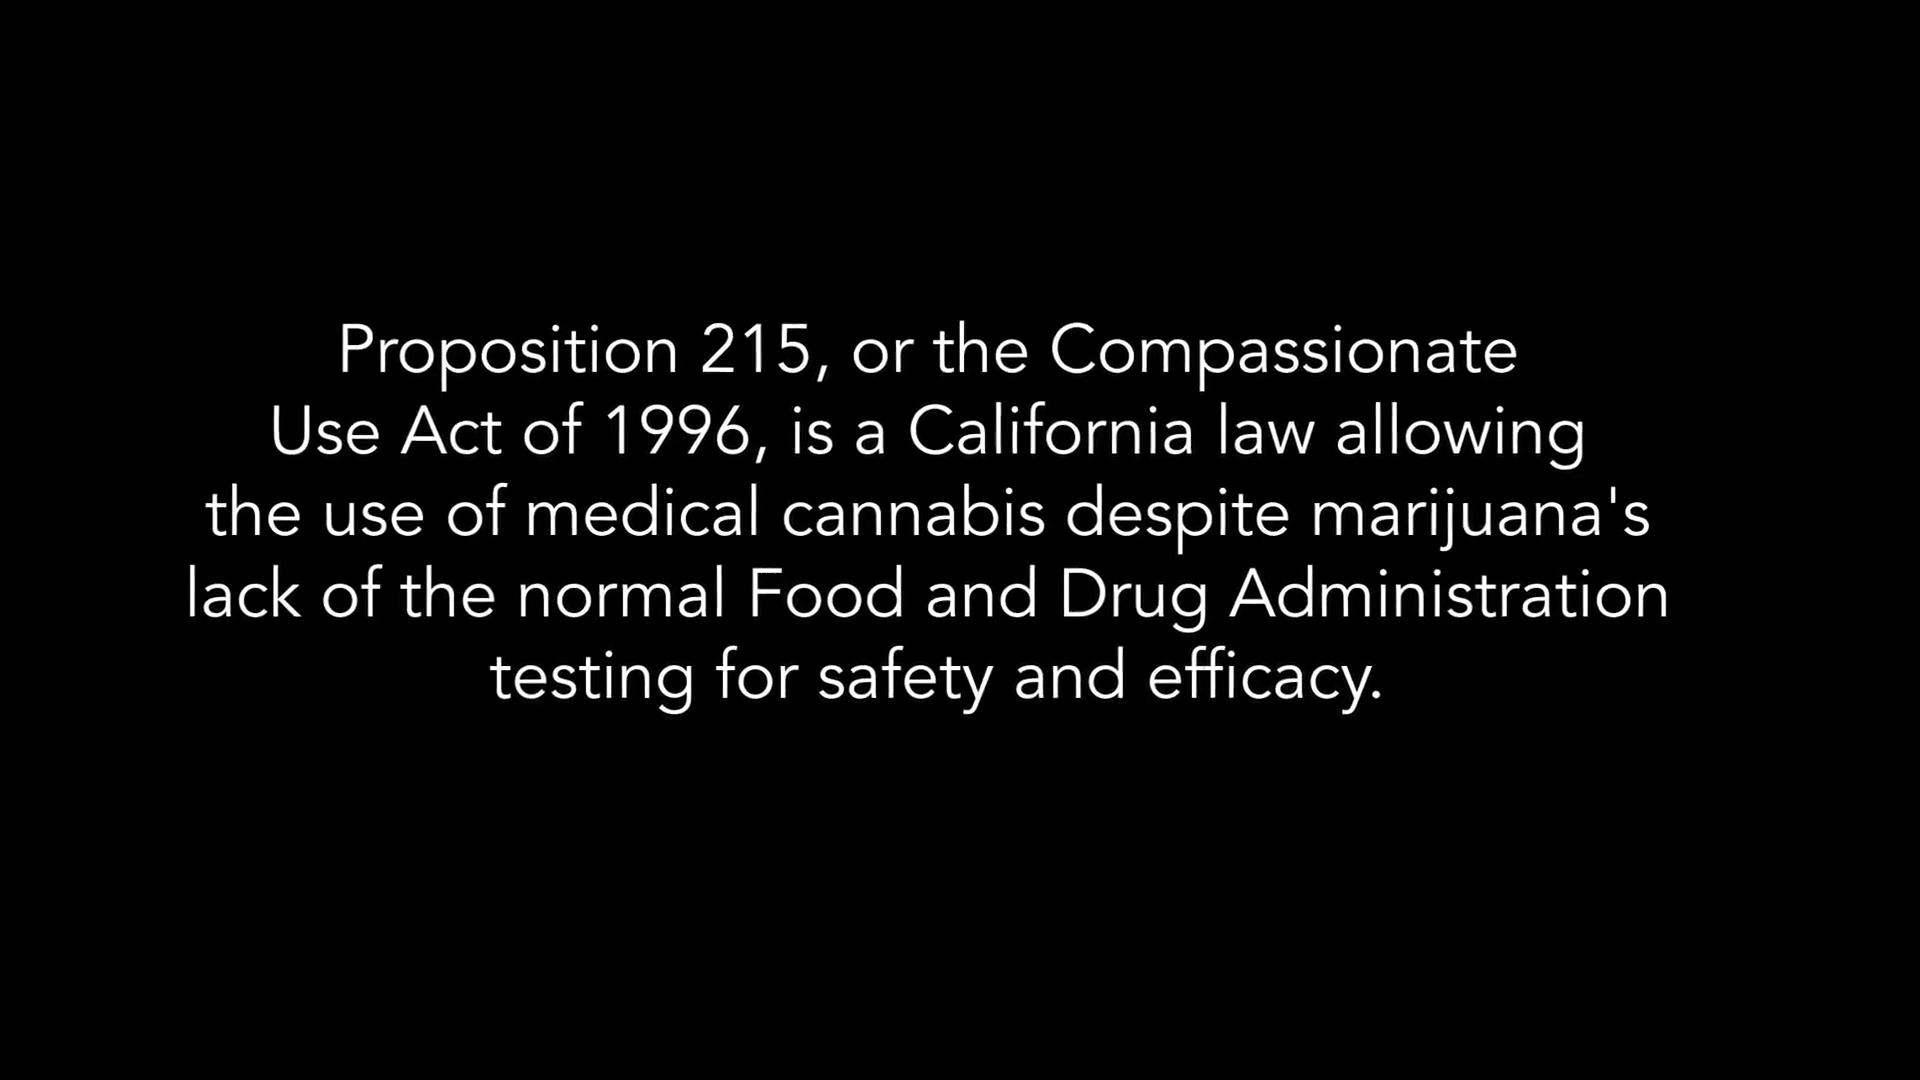 Proposition 215, or the Compassionate
Use Act of 1996, is a California law allowing
the use of medical cannabis despite marijuana's
lack of the normal Food and Drug Administration
testing for safety and efficacy.